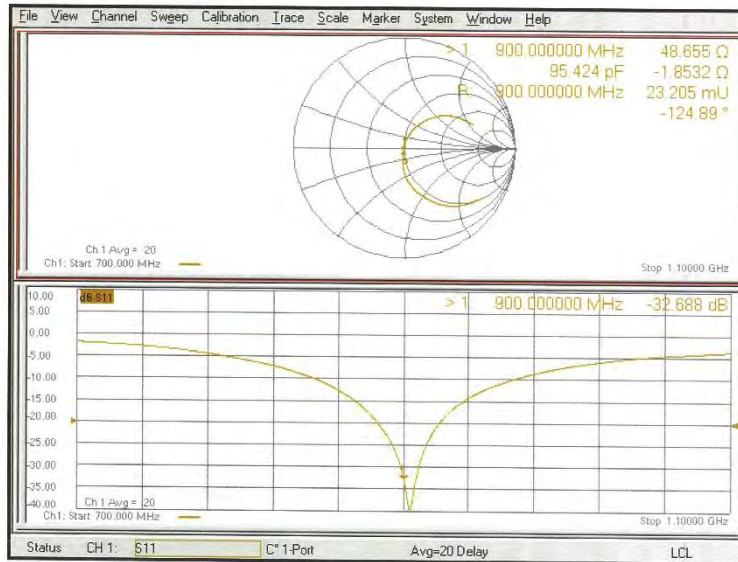 File View Channel Sweep Calibration Trace Scale Marker System Window Help
> 1 900.000000 MHz 48.655 Ω
95.424 pF -1.8532 Ω
R: 900.000000 MHz 23.205 mU
-124.89 °
Ch 1 Avg = 20
Ch1: Start 700.000 MHz
Stop 1.10000 GHz
10.00
dB S11
> 1 900.000000 MHz -32.688 dB
5.00
0.00
-5.00
-10.00
-15.00
-20.00
-25.00
-30.00
-35.00
-40.00
1
Ch 1 Avg = 20
Ch1: Start 700.000 MHz
Stop 1.10000 GHz
Status CH 1: S11 C* 1-Port Avg=20 Delay LCL